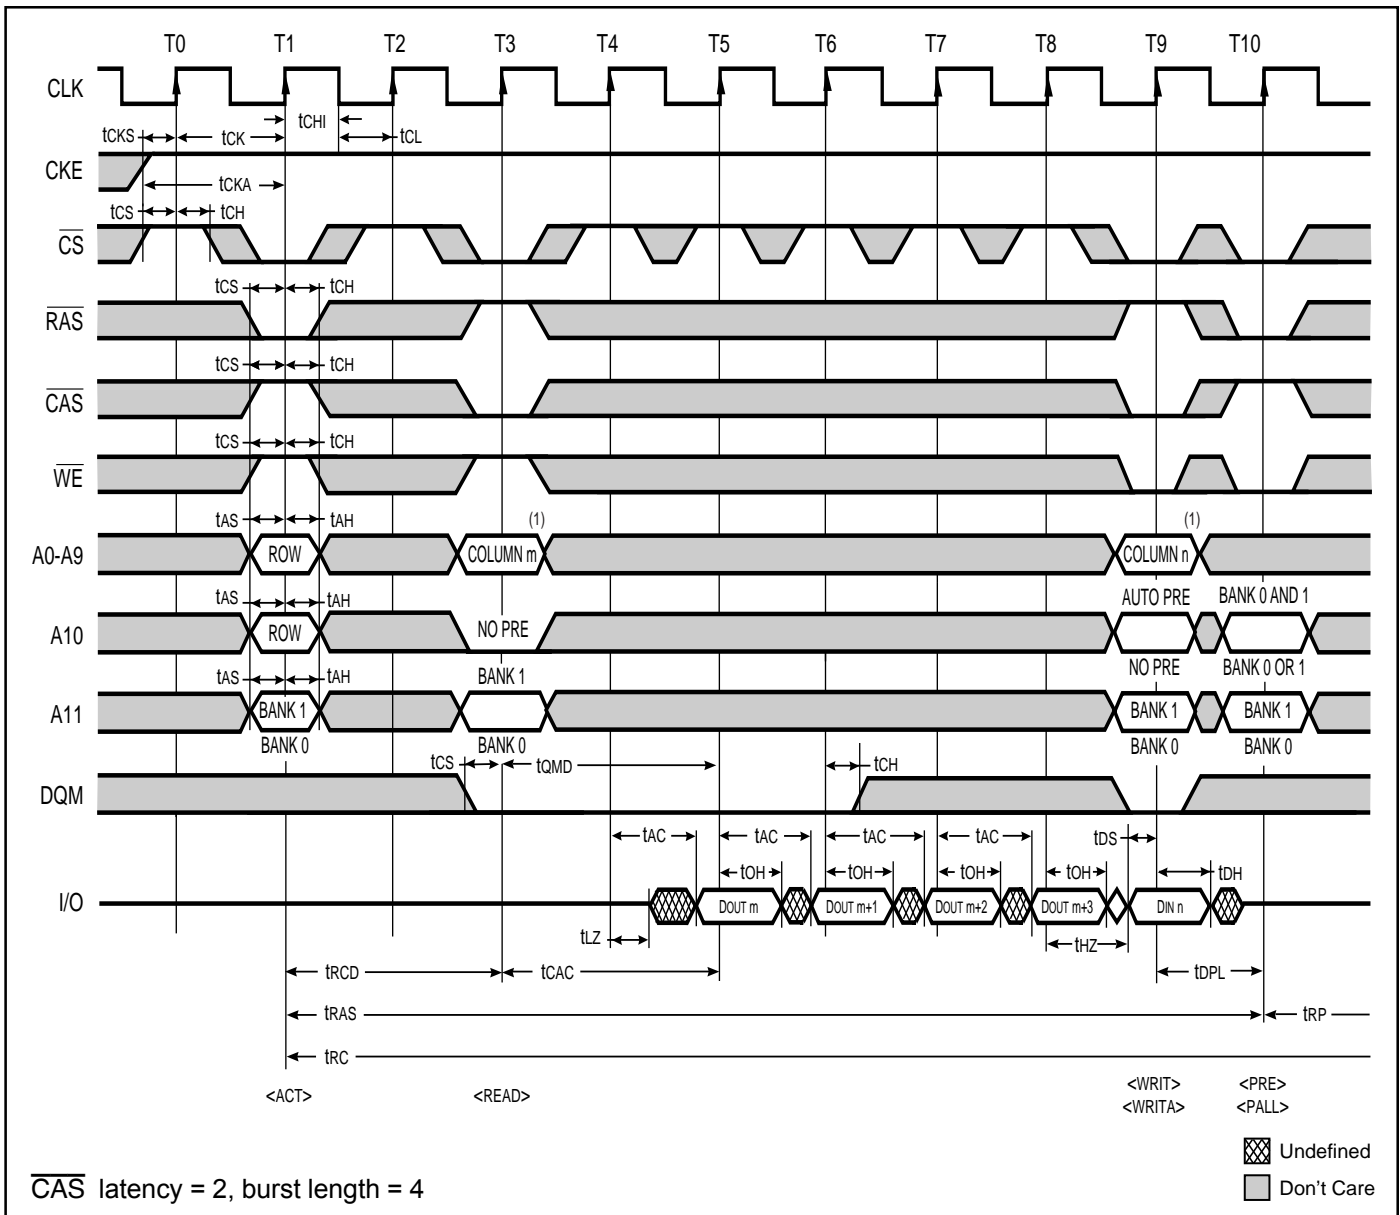 T0 T1 T2 T3 T4 T5 T6 T7 T8 T9 T10
CLK
tCHI
tCKS tCK tCL
CKE
tCKA
tCS tCH
CS
tCS tCH
RAS
tCS tCH
CAS
tCS tCH
WE
tAS tAH (1) (1)
A0-A9 ROW COLUMN m COLUMN n
tAS tAH AUTO PRE BANK 0 AND 1
A10 ROW NO PRE
tAS tAH BANK 1 NO PRE BANK 0 OR 1
A11 BANK 1 BANK 1 BANK 1
BANK 0 BANK 0 BANK 0 BANK 0
tCS tQMD tCH
DQM
tAC tAC tAC tAC tDS
tOH tOH tOH tOH tDH
I/O DOUT m DOUT m+1 DOUT m+2 DOUT m+3 DIN n
tLZ tHZ
tRCD tCAC tDPL
tRAS tRP
tRC
<ACT> <READ> <WRIT> <PRE>
<WRITA> <PALL>
Undefined
CAS latency = 2, burst length = 4 Don't Care